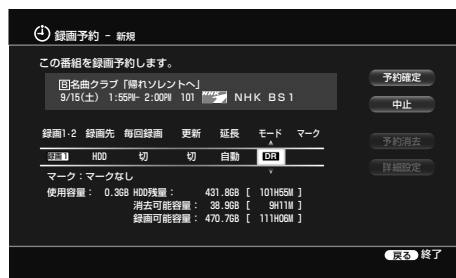 録画予約 - 新規
この番組を録画予約します。
回名曲クラブ「帰れソレントへ」
9/15(土) 1:55PM- 2:00PM 101 NHK NHK BS1
予約確定
中止
録画1·2 録画先 毎回録画 更新 延長 モード マーク
予約消去
録画1 HDD 切 切 自動 DR
詳細設定
マーク：マークなし
使用容量： 0.3GB HDD残量： 431.8GB [ 101H55M ]
消去可能容量： 38.9GB [ 9H11M ]
録画可能容量： 470.7GB [ 111H06M ]
戻る 終了